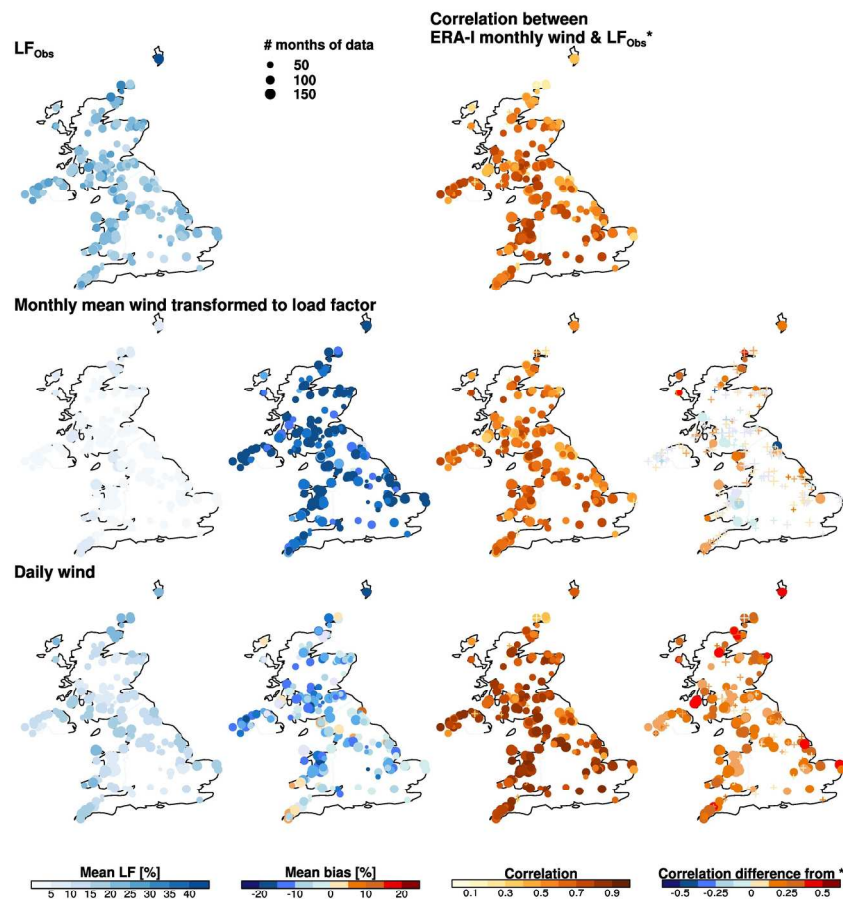 LF_Obs
# months of data
50
100
150
Correlation between
ERA-I monthly wind & LF_Obs*
Monthly mean wind transformed to load factor
Daily wind
Mean LF [%]
5 10 15 20 25 30 35 40
Mean bias [%]
-20 -10 0 10 20
Correlation
0.1 0.3 0.5 0.7 0.9
Correlation difference from *
-0.5 -0.25 0 0.25 0.5